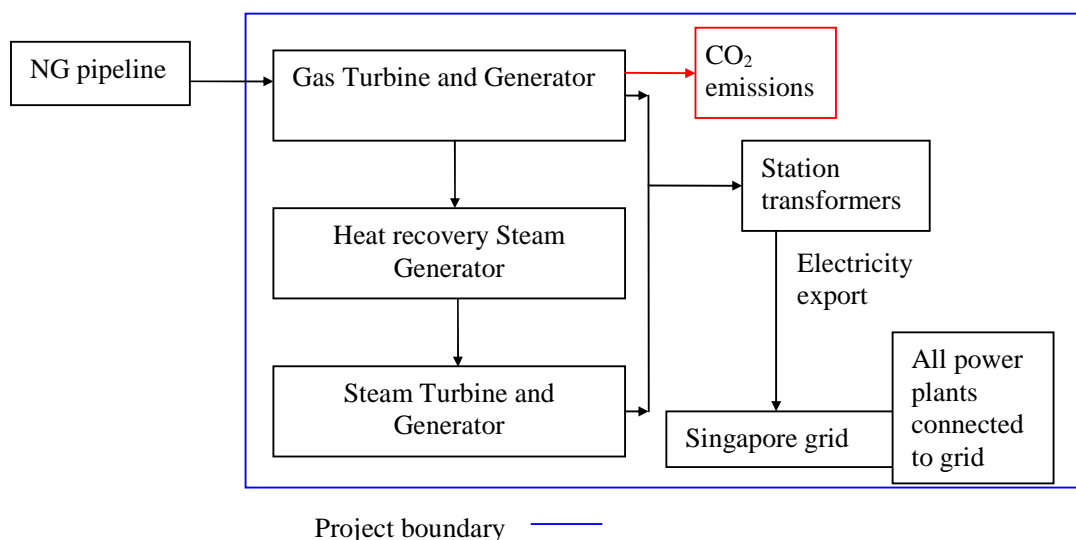 NG pipeline
Gas Turbine and Generator
CO₂
emissions
Station
transformers
Heat recovery Steam
Generator
Electricity
export
Steam Turbine and
Generator
Singapore grid
All power
plants
connected
to grid
Project boundary